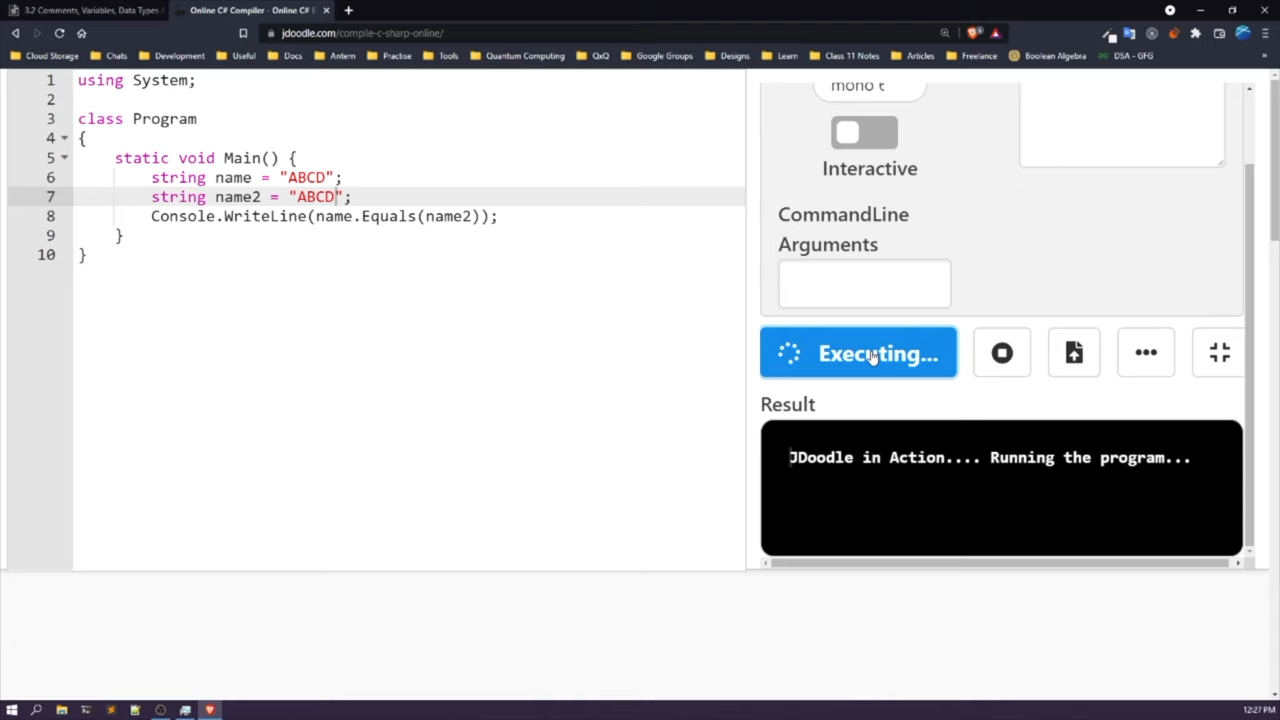 3.2 Comments, Variables, Data Types
Online C# Compiler - Online C# E
jdoodle.com/compile-c-sharp-online/
Cloud Storage
Chats
Development
Useful
Docs
Antern
Practise
Tools
Quantum Computing
QxQ
Google Groups
Designs
Learn
Class 11 Notes
Articles
Freelance
Boolean Algebra
DSA - GFG
1 using System;
2
3 class Program
4 {
5 static void Main() {
6 string name = "ABCD";
7 string name2 = "ABCD";
8 Console.WriteLine(name.Equals(name2));
9 }
10 }
Interactive
CommandLine
Arguments
Executing...
Result
JDoodle in Action.... Running the program...
12:27 PM